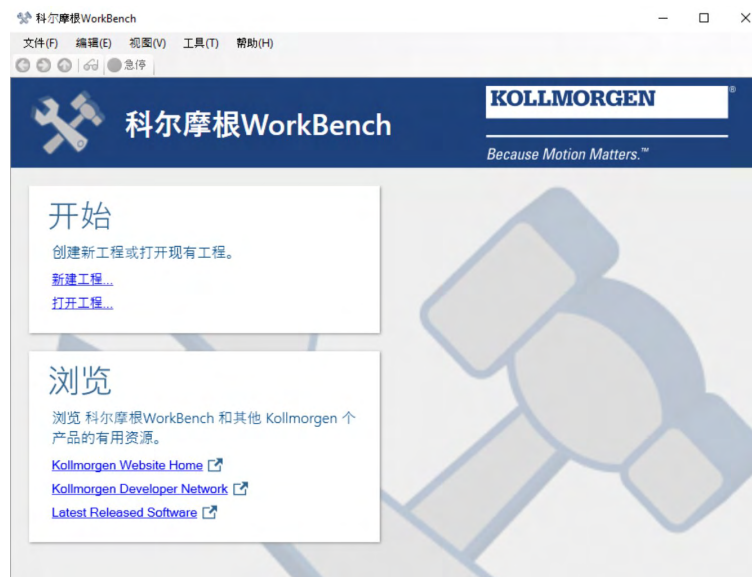 科尔摩根WorkBench
文件(F) 编辑(E) 视图(V) 工具(T) 帮助(H)
急停
科尔摩根WorkBench
KOLLMORGEN®
Because Motion Matters.™
开始
创建新工程或打开现有工程。
新建工程...
打开工程...
浏览
浏览 科尔摩根WorkBench 和其他 Kollmorgen 个
产品的有用资源。
Kollmorgen Website Home
Kollmorgen Developer Network
Latest Released Software